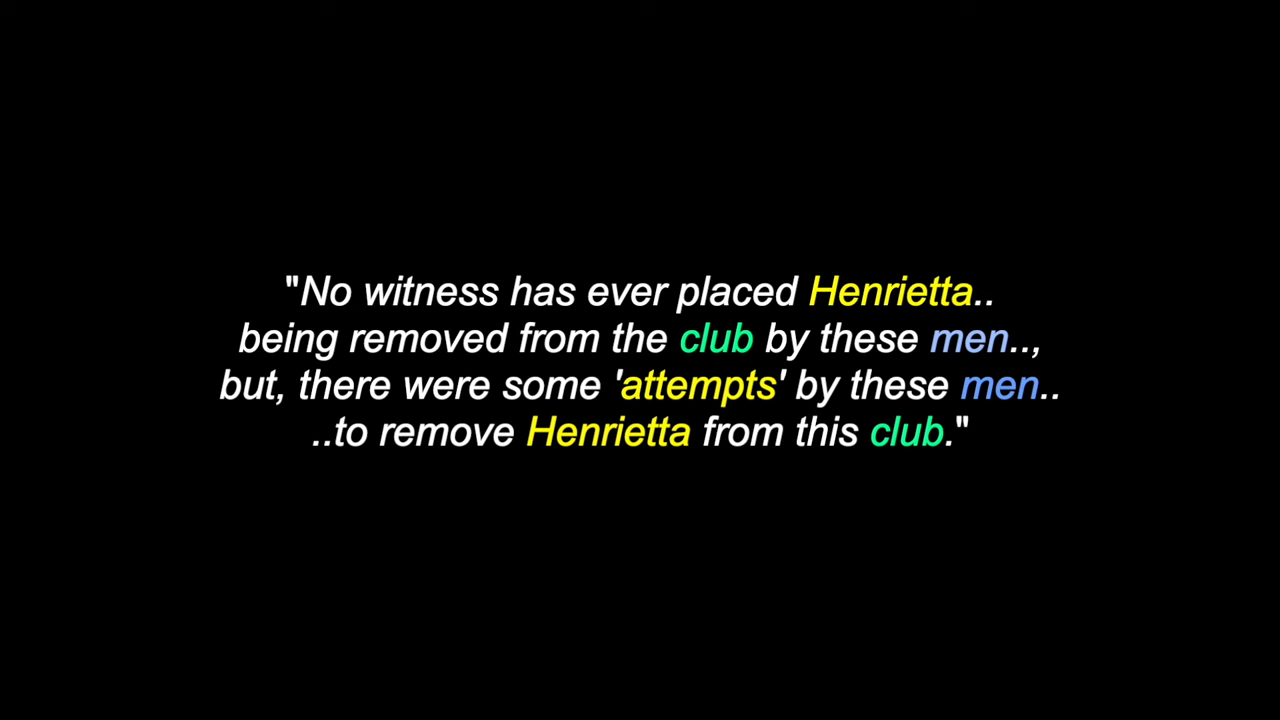 "No witness has ever placed Henrietta..
being removed from the club by these men..,
but, there were some 'attempts' by these men..
..to remove Henrietta from this club."